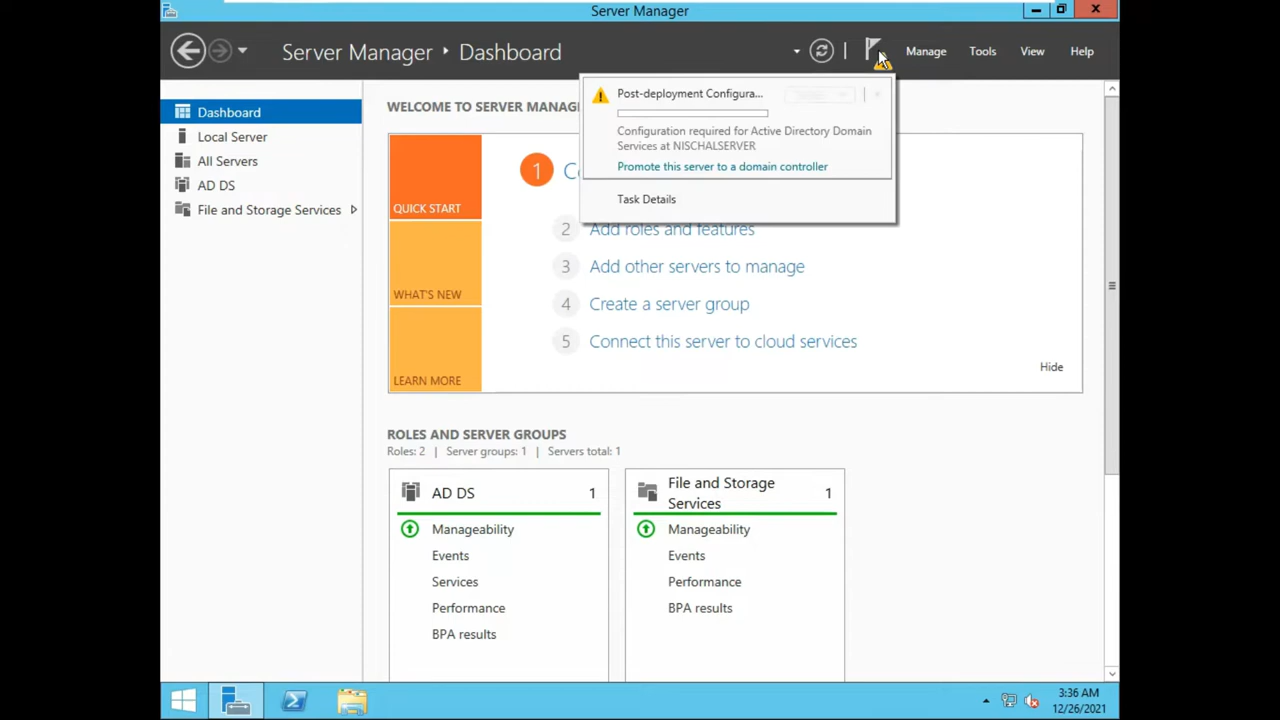 Server Manager
Server Manager Dashboard
Manage
Tools
View
Help
Dashboard
Local Server
All Servers
AD DS
File and Storage Services
WELCOME TO SERVER MANAG
QUICK START
WHAT'S NEW
LEARN MORE
1
2 Add roles and features
3 Add other servers to manage
4 Create a server group
5 Connect this server to cloud services
Hide
Post-deployment Configura...
Configuration required for Active Directory Domain
Services at NISCHALSERVER
Promote this server to a domain controller
Task Details
ROLES AND SERVER GROUPS
Roles: 2 | Server groups: 1 | Servers total: 1
AD DS 1
Manageability
Events
Services
Performance
BPA results
File and Storage
Services 1
Manageability
Events
Performance
BPA results
3:36 AM
12/26/2021